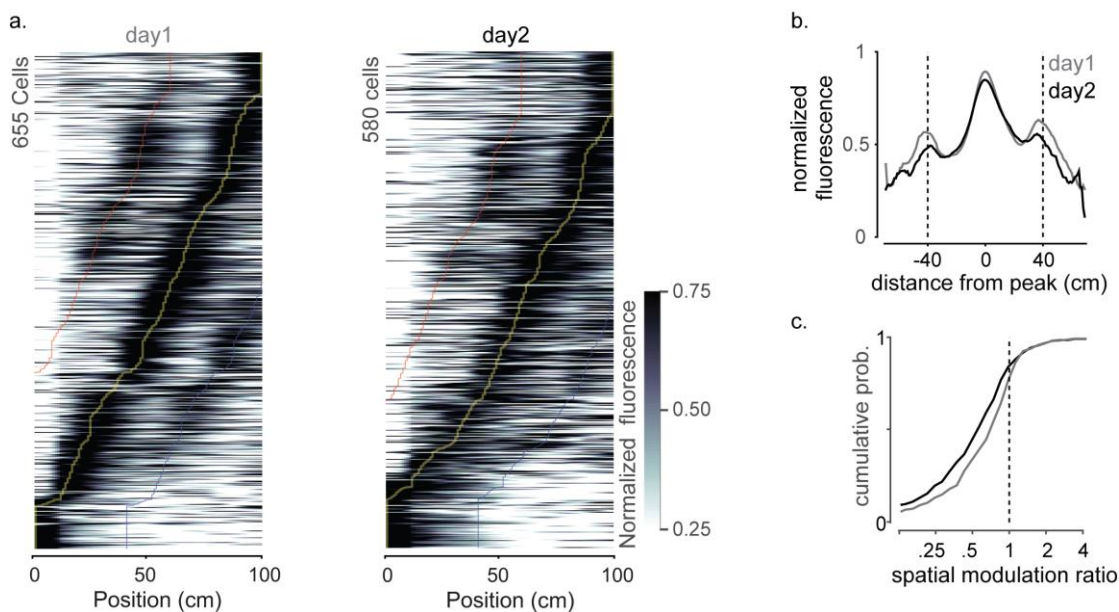 a.
day1
655 Cells
0
50
100
Position (cm)
day2
580 cells
0
50
100
Position (cm)
Normalized fluorescence
0.75
0.50
0.25
b.
day1
day2
normalized
fluorescence
1
0.5
0
-40
0
40
distance from peak (cm)
c.
cumulative prob.
1
0
.25
.5
1
2
4
spatial modulation ratio